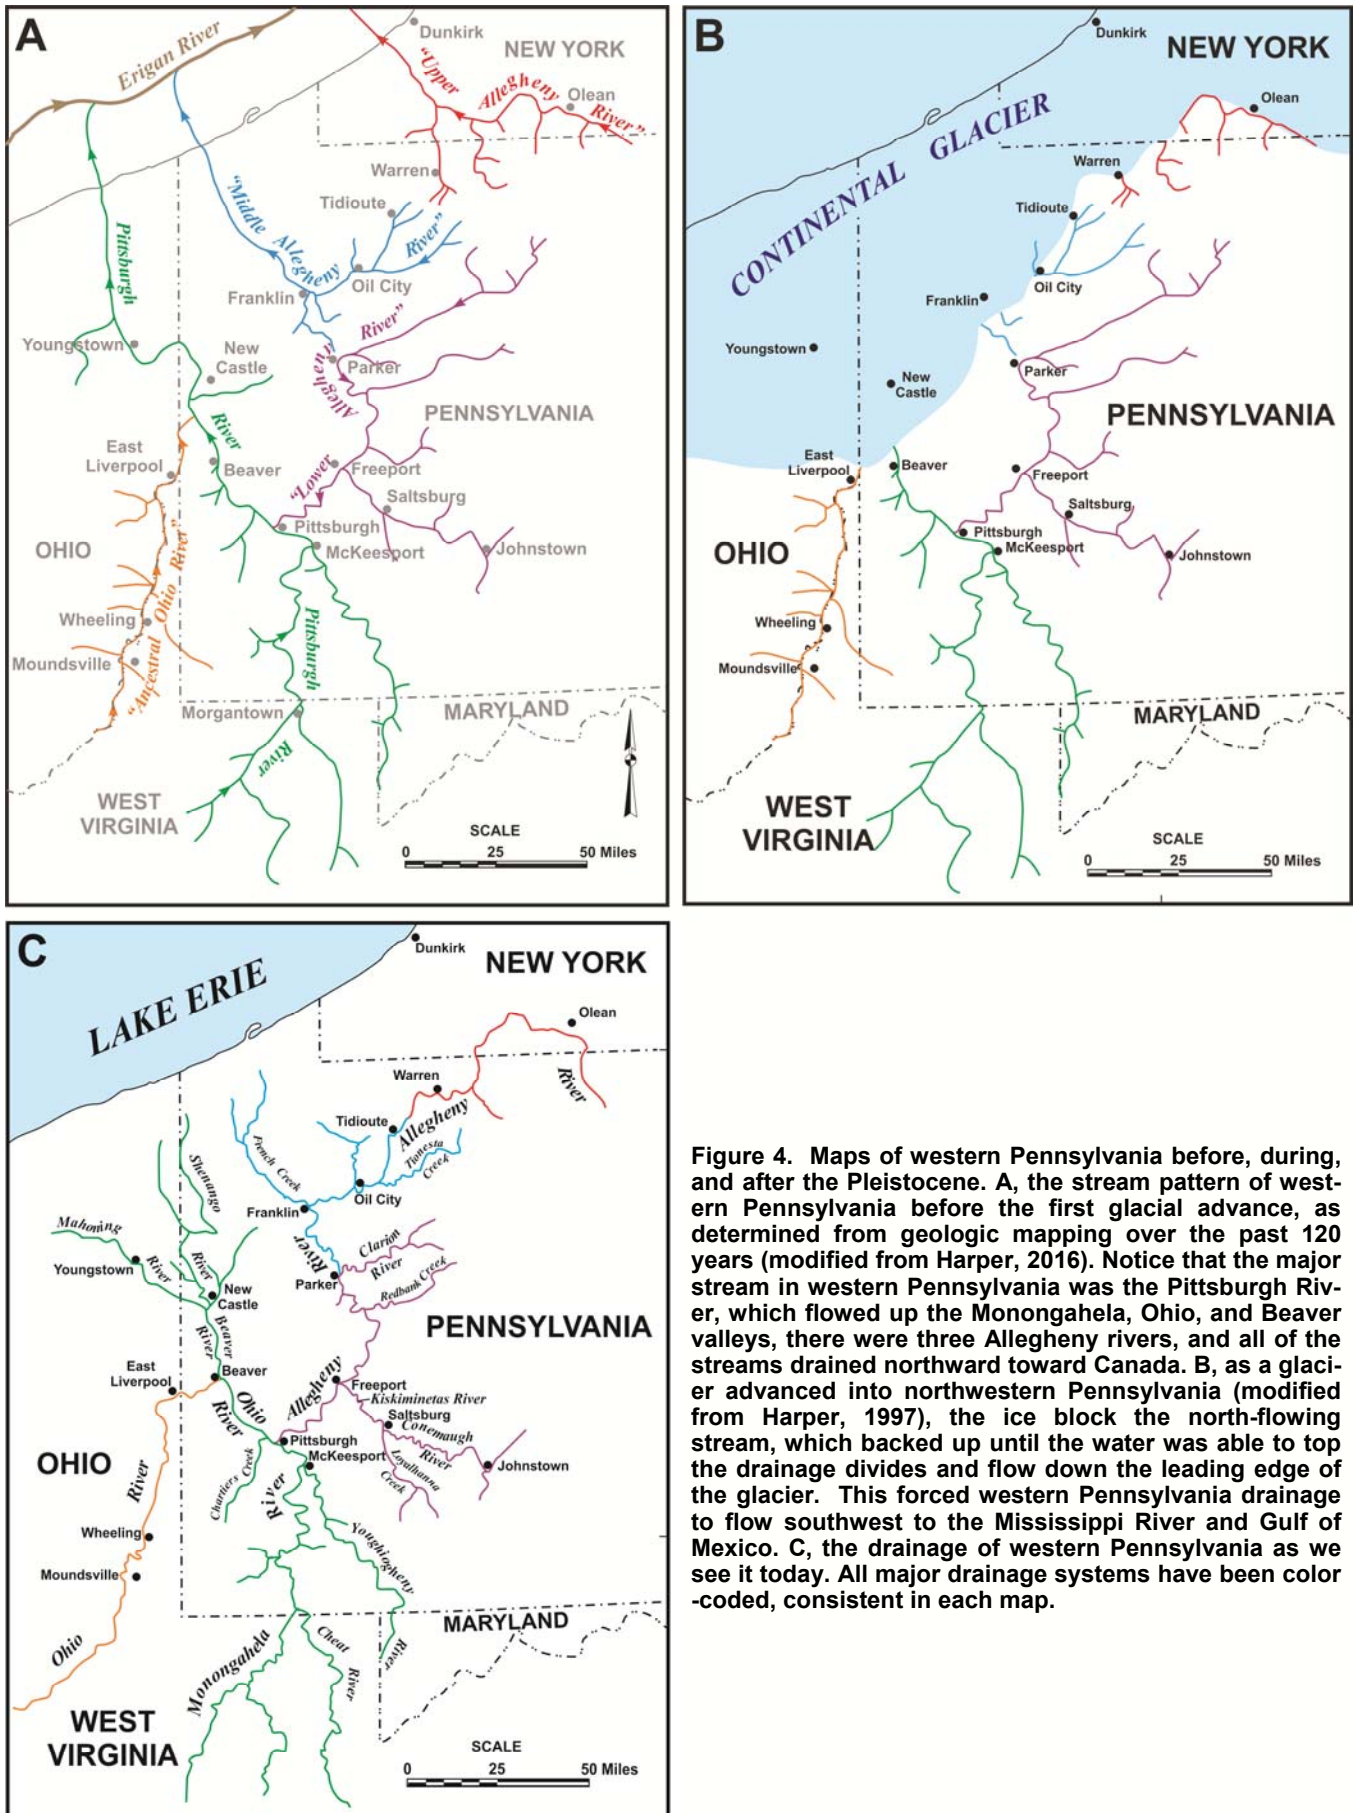 A
Erigan River
Dunkirk
NEW YORK
"Upper Allegheny River"
Olean
Warren
Tidioute
"Middle Allegheny River"
Oil City
Franklin
Pittsburgh
River"
Youngstown
New
Castle
Parker
Allegheny
PENNSYLVANIA
River
East
Liverpool
Beaver
"Lower
Freeport
Saltsburg
Pittsburgh
McKeesport
Johnstown
OHIO
"Ancestral Ohio River"
Wheeling
Moundsville
Pittsburgh
Morgantown
MARYLAND
River
WEST
VIRGINIA
SCALE
0 25 50 Miles
B
Dunkirk
NEW YORK
CONTINENTAL GLACIER
Olean
Warren
Tidioute
Oil City
Franklin
Youngstown
New
Castle
Parker
PENNSYLVANIA
East
Liverpool
Beaver
Freeport
Saltsburg
Pittsburgh
McKeesport
Johnstown
OHIO
Wheeling
Moundsville
MARYLAND
WEST
VIRGINIA
SCALE
0 25 50 Miles
C
LAKE ERIE
Dunkirk
NEW YORK
Olean
River
Warren
Allegheny
Tidioute
Tionesta
Creek
French Creek
Oil City
Franklin
River
Shenango
River
Mahoning
River
Youngstown
New
Castle
Clarion
River
Parker
Redbank Creek
Beaver
River
PENNSYLVANIA
East
Liverpool
Beaver
Ohio
River
Allegheny
Freeport
Kiskiminetas River
Saltsburg
Conemaugh
River
Loyalhanna
Creek
Pittsburgh
McKeesport
Johnstown
Chartiers
Creek
River
OHIO
River
Wheeling
Moundsville
Youghiogheny
River
Ohio
Monongahela
Cheat
River
MARYLAND
WEST
VIRGINIA
SCALE
0 25 50 Miles
Figure 4. Maps of western Pennsylvania before, during,
and after the Pleistocene. A, the stream pattern of west-
ern Pennsylvania before the first glacial advance, as
determined from geologic mapping over the past 120
years (modified from Harper, 2016). Notice that the major
stream in western Pennsylvania was the Pittsburgh Riv-
er, which flowed up the Monongahela, Ohio, and Beaver
valleys, there were three Allegheny rivers, and all of the
streams drained northward toward Canada. B, as a glaci-
er advanced into northwestern Pennsylvania (modified
from Harper, 1997), the ice block the north-flowing
stream, which backed up until the water was able to top
the drainage divides and flow down the leading edge of
the glacier. This forced western Pennsylvania drainage
to flow southwest to the Mississippi River and Gulf of
Mexico. C, the drainage of western Pennsylvania as we
see it today. All major drainage systems have been color
-coded, consistent in each map.